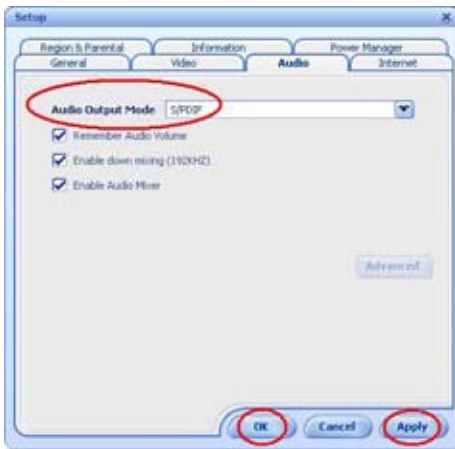 Setup
Region & Parental Information Power Manager
General Video Audio Internet
Audio Output Mode S/PDIF
Remember Audio Volume
Enable down mixing (192KHZ)
Enable Audio Mixer
Advanced
OK Cancel Apply